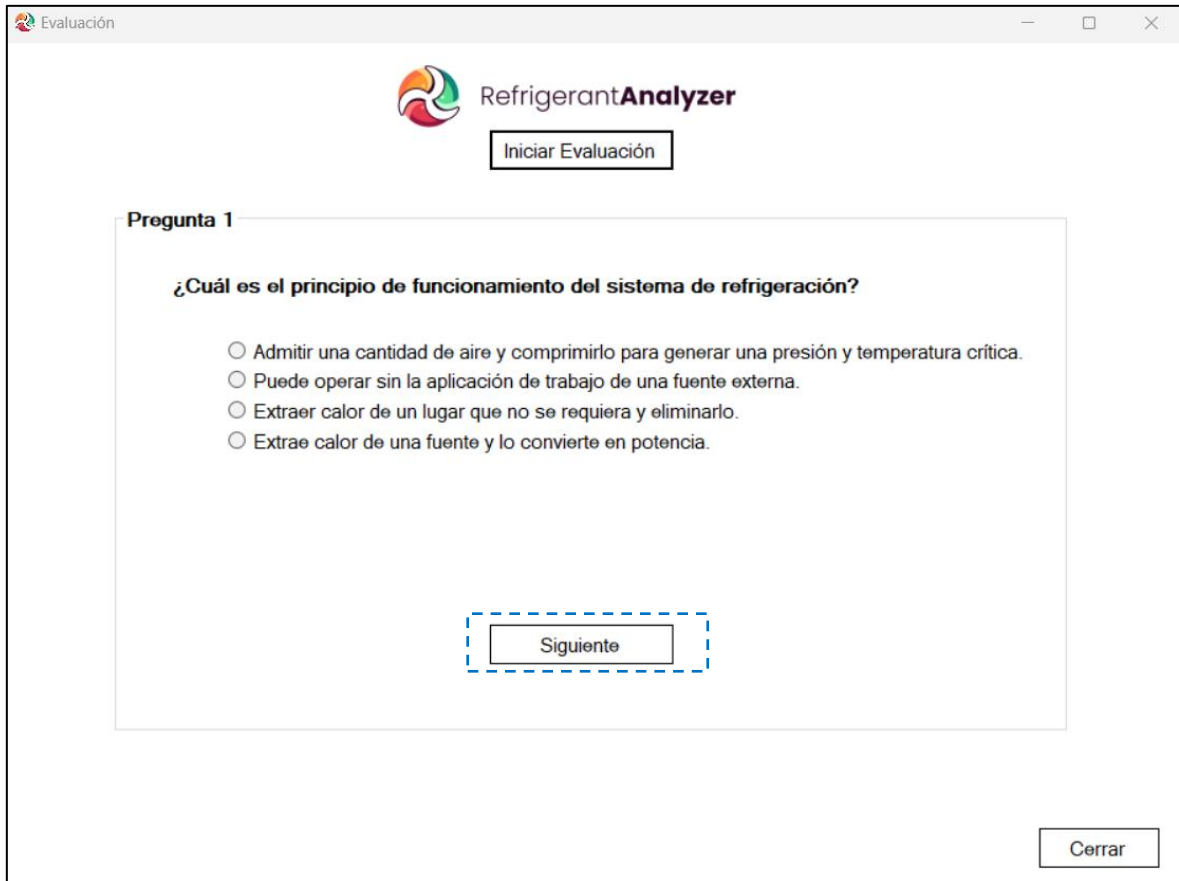 Evaluación
RefrigerantAnalyzer
Iniciar Evaluación
Pregunta 1
¿Cuál es el principio de funcionamiento del sistema de refrigeración?
Admitir una cantidad de aire y comprimirlo para generar una presión y temperatura crítica.
Puede operar sin la aplicación de trabajo de una fuente externa.
Extraer calor de un lugar que no se requiera y eliminarlo.
Extrae calor de una fuente y lo convierte en potencia.
Siguiente
Cerrar